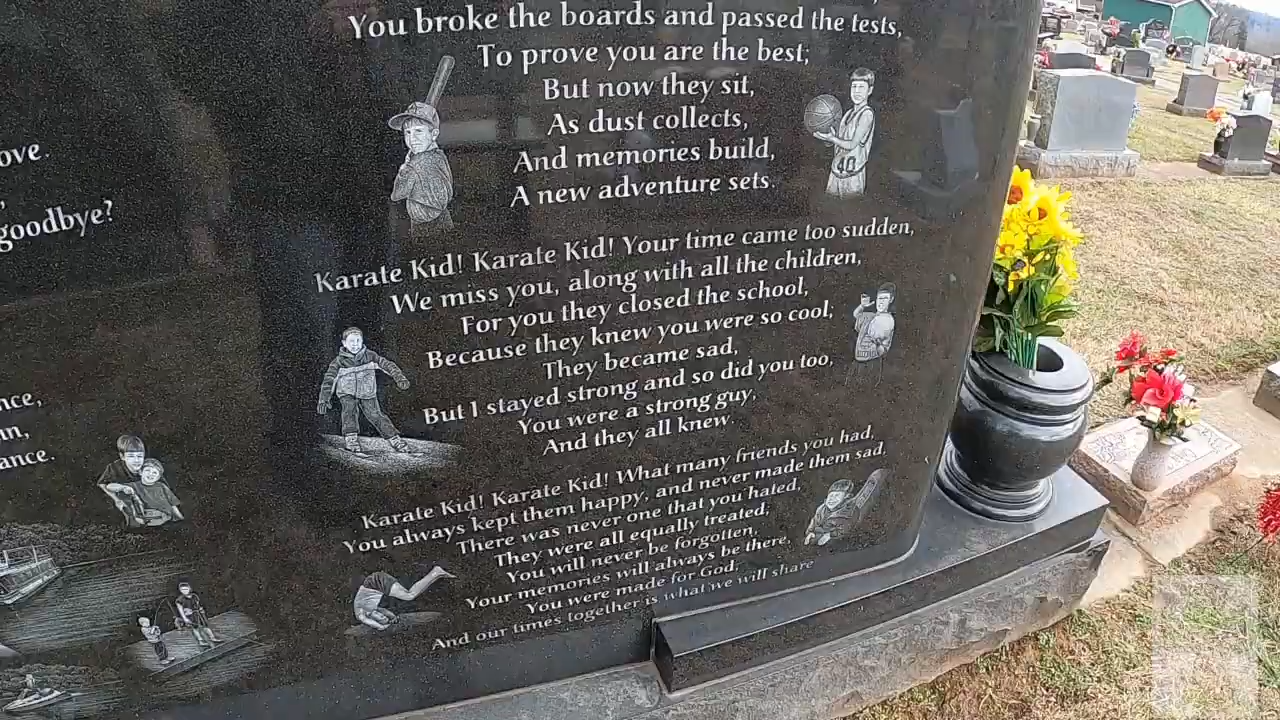 You broke the boards and passed the tests,
To prove you are the best;
But now they sit,
As dust collects,
And memories build,
A new adventure sets.
Karate Kid! Karate Kid! Your time came too sudden,
We miss you, along with all the children,
For you they closed the school,
Because they knew you were so cool;
They became sad,
But I stayed strong and so did you too,
You were a strong guy,
And they all knew.
Karate Kid! Karate Kid! What many friends you had,
You always kept them happy, and never made them sad,
There was never one that you hated,
They were all equally treated;
You will never be forgotten,
Your memories will always be there,
You were made for God,
And our times together is what we will share
goodbye?
40